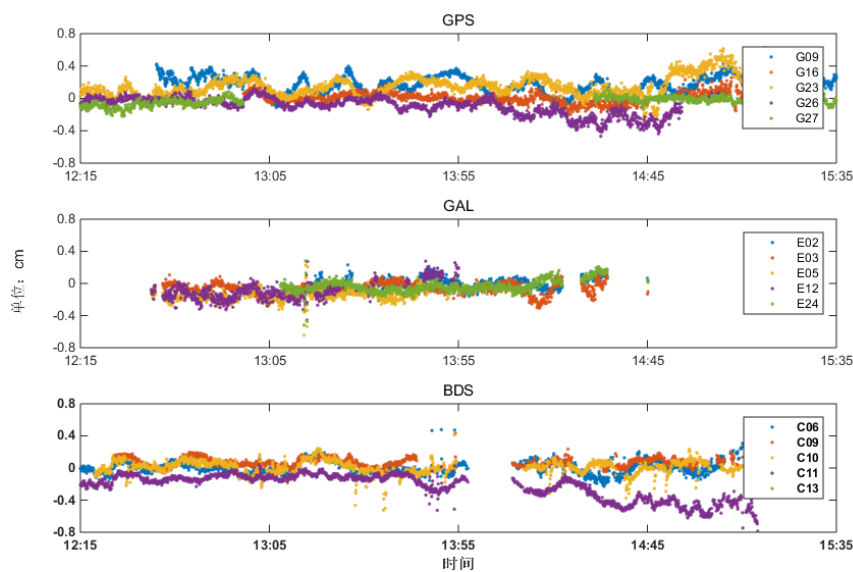 GPS
0.8
0.4
0
-0.4
-0.8
12:15
13:05
13:55
14:45
15:35
G09
G16
G23
G26
G27
GAL
0.8
0.4
0
-0.4
-0.8
12:15
13:05
13:55
14:45
15:35
E02
E03
E05
E12
E24
单位：cm
BDS
0.8
0.4
0
-0.4
-0.8
12:15
13:05
13:55
14:45
15:35
C06
C09
C10
C11
C13
时间